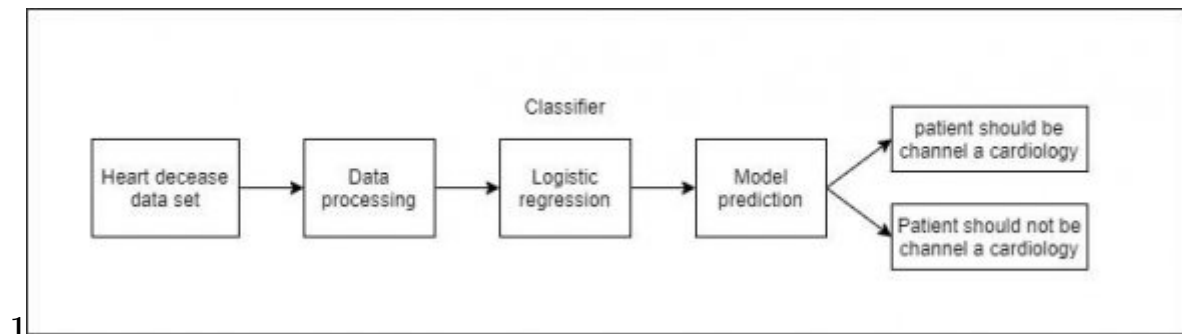 Classifier
Heart decease
data set
Data
processing
Logistic
regression
Model
prediction
patient should be
channel a cardiology
Patient should not be
channel a cardiology
1